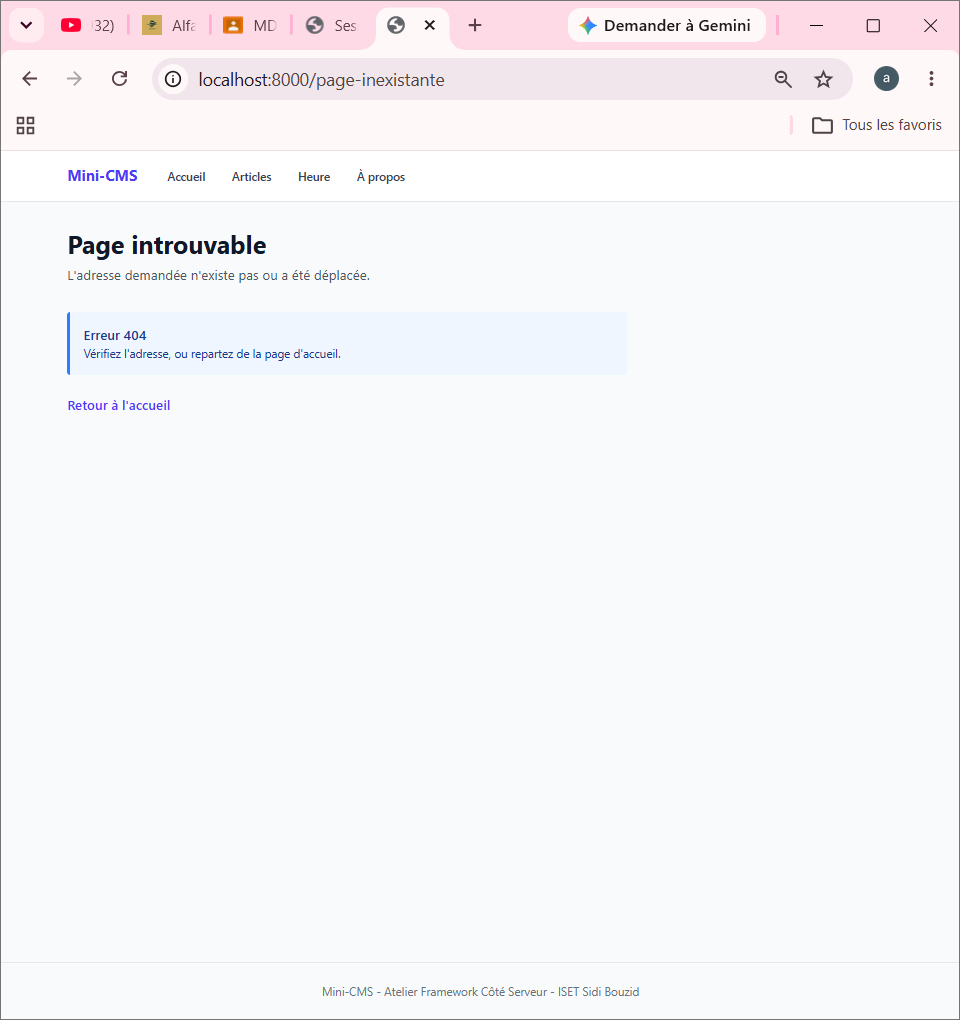 32)
Alfa
MD
Ses
Demander à Gemini
localhost:8000/page-inexistante
a
Tous les favoris
Mini-CMS
Accueil
Articles
Heure
À propos
Page introuvable
L'adresse demandée n'existe pas ou a été déplacée.
Erreur 404
Vérifiez l'adresse, ou repartez de la page d'accueil.
Retour à l'accueil
Mini-CMS - Atelier Framework Côté Serveur - ISET Sidi Bouzid